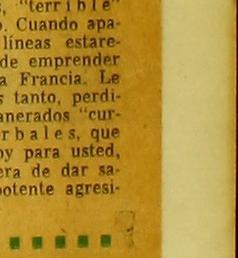 , "terrible"
. Cuando apa-
líneas estare-
de emprender
a Francia. Le
s tanto, perdi-
anerados "cur-
rbales, que
oy para usted,
era de dar sa-
potente agresi-